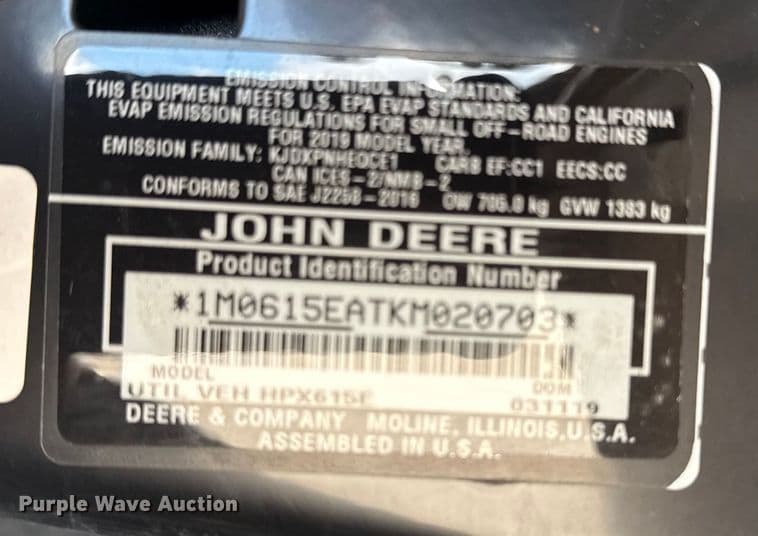 EMISSION CONTROL INFORMATION:
THIS EQUIPMENT MEETS U.S. EPA EVAP STANDARDS AND CALIFORNIA
EVAP EMISSION REGULATIONS FOR SMALL OFF-ROAD ENGINES
FOR 2019 MODEL YEAR.
EMISSION FAMILY: KJDXPNHEOCE1 CARB EF:CC1 EECS:CC
CAN ICES-2/NMB-2
CONFORMS TO SAE J2258-2016 OW 705.0 kg GVW 1383 kg
JOHN DEERE
Product Identification Number
*1M0615EATKM020703*
MODEL DOM
UTIL VEH HPX615E 031119
DEERE & COMPANY MOLINE, ILLINOIS,U.S.A.
ASSEMBLED IN U.S.A.
Purple Wave Auction